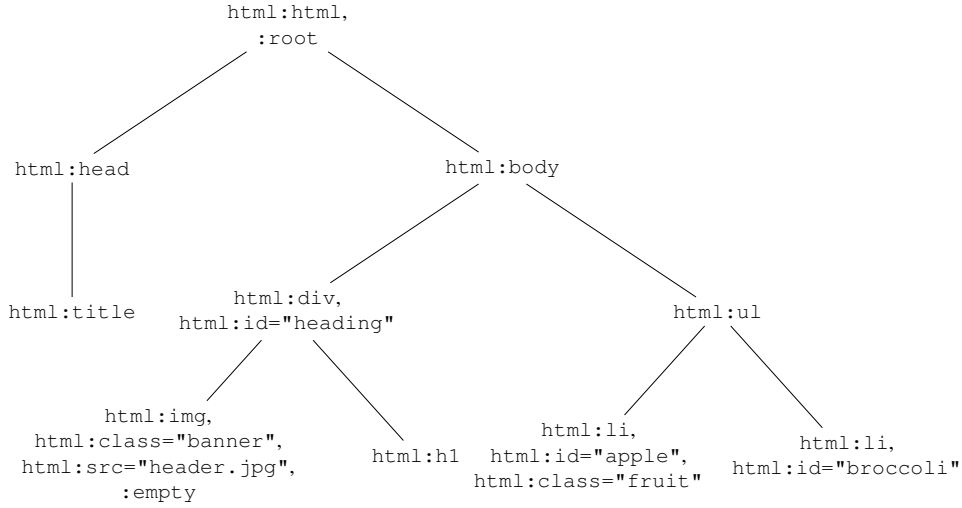 html:html,
:root
html:head
html:body
html:title
html:div,
html:id="heading"
html:ul
html:img,
html:class="banner",
html:src="header.jpg",
:empty
html:h1
html:li,
html:id="apple",
html:class="fruit"
html:li,
html:id="broccoli"